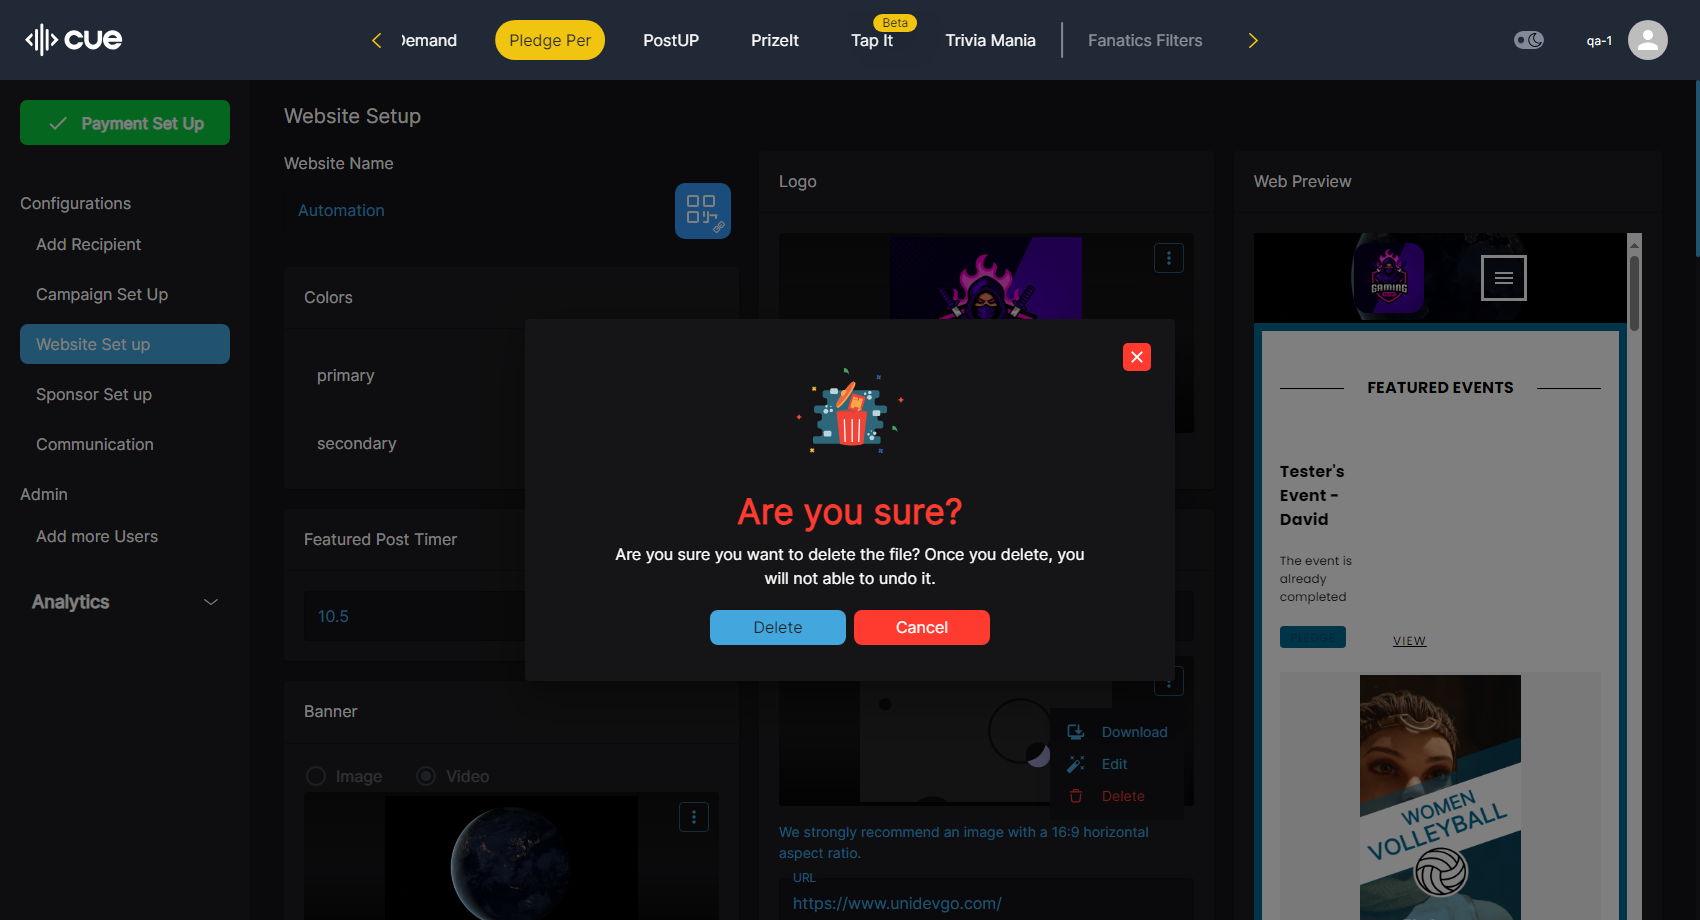 cue
Demand
Pledge Per
PostUP
PrizeIt
Beta
Tap It
Trivia Mania
Fanatics Filters
qa-1
Payment Set Up
Configurations
Add Recipient
Campaign Set Up
Website Set up
Sponsor Set up
Communication
Admin
Add more Users
Analytics
Website Setup
Website Name
Automation
Colors
primary
secondary
Featured Post Timer
10.5
Banner
Image
Video
Logo
Are you sure?
Are you sure you want to delete the file? Once you delete, you
will not able to undo it.
Delete
Cancel
Download
Edit
Delete
We strongly recommend an image with a 16:9 horizontal
aspect ratio.
URL
https://www.unidevgo.com/
Web Preview
GAMING
FEATURED EVENTS
Tester's
Event -
David
The event is
already
completed
PLEDGE
VIEW
WOMEN
VOLLEYBALL